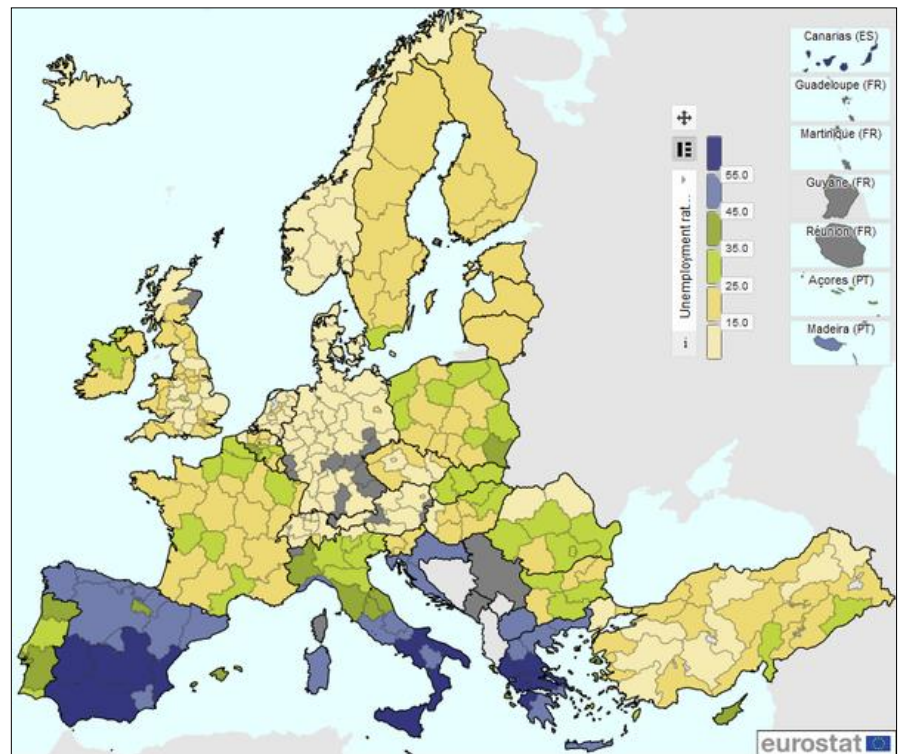 Canarias (ES)
Guadeloupe (FR)
Martinique (FR)
Guyane (FR)
Réunion (FR)
Açores (PT)
Madeira (PT)
Unemployment rat...
55.0
45.0
35.0
25.0
15.0
i
eurostat